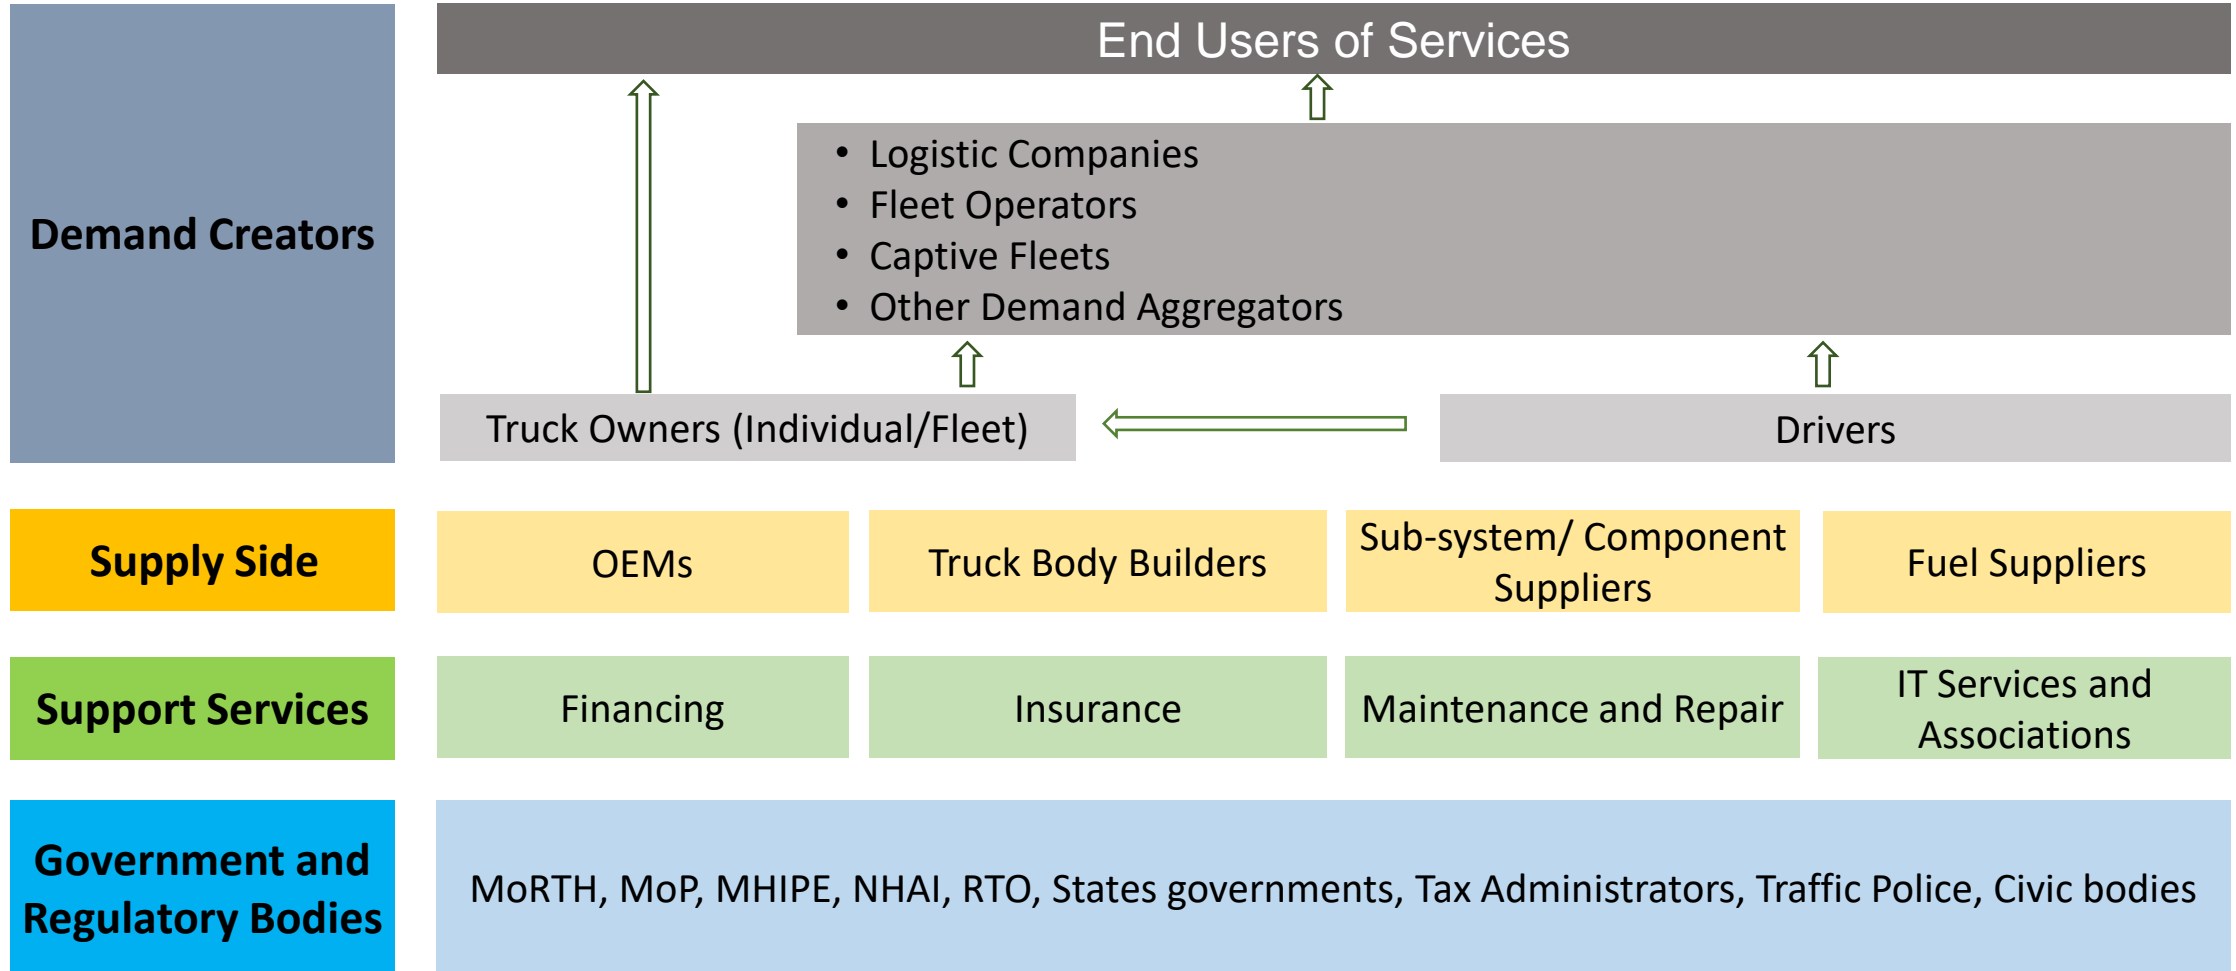 End Users of Services
Demand Creators
• Logistic Companies
• Fleet Operators
• Captive Fleets
• Other Demand Aggregators
Truck Owners (Individual/Fleet)
Drivers
Supply Side
OEMs
Truck Body Builders
Sub-system/ Component
Suppliers
Fuel Suppliers
Support Services
Financing
Insurance
Maintenance and Repair
IT Services and
Associations
Government and
Regulatory Bodies
MoRTH, MoP, MHIPE, NHAI, RTO, States governments, Tax Administrators, Traffic Police, Civic bodies